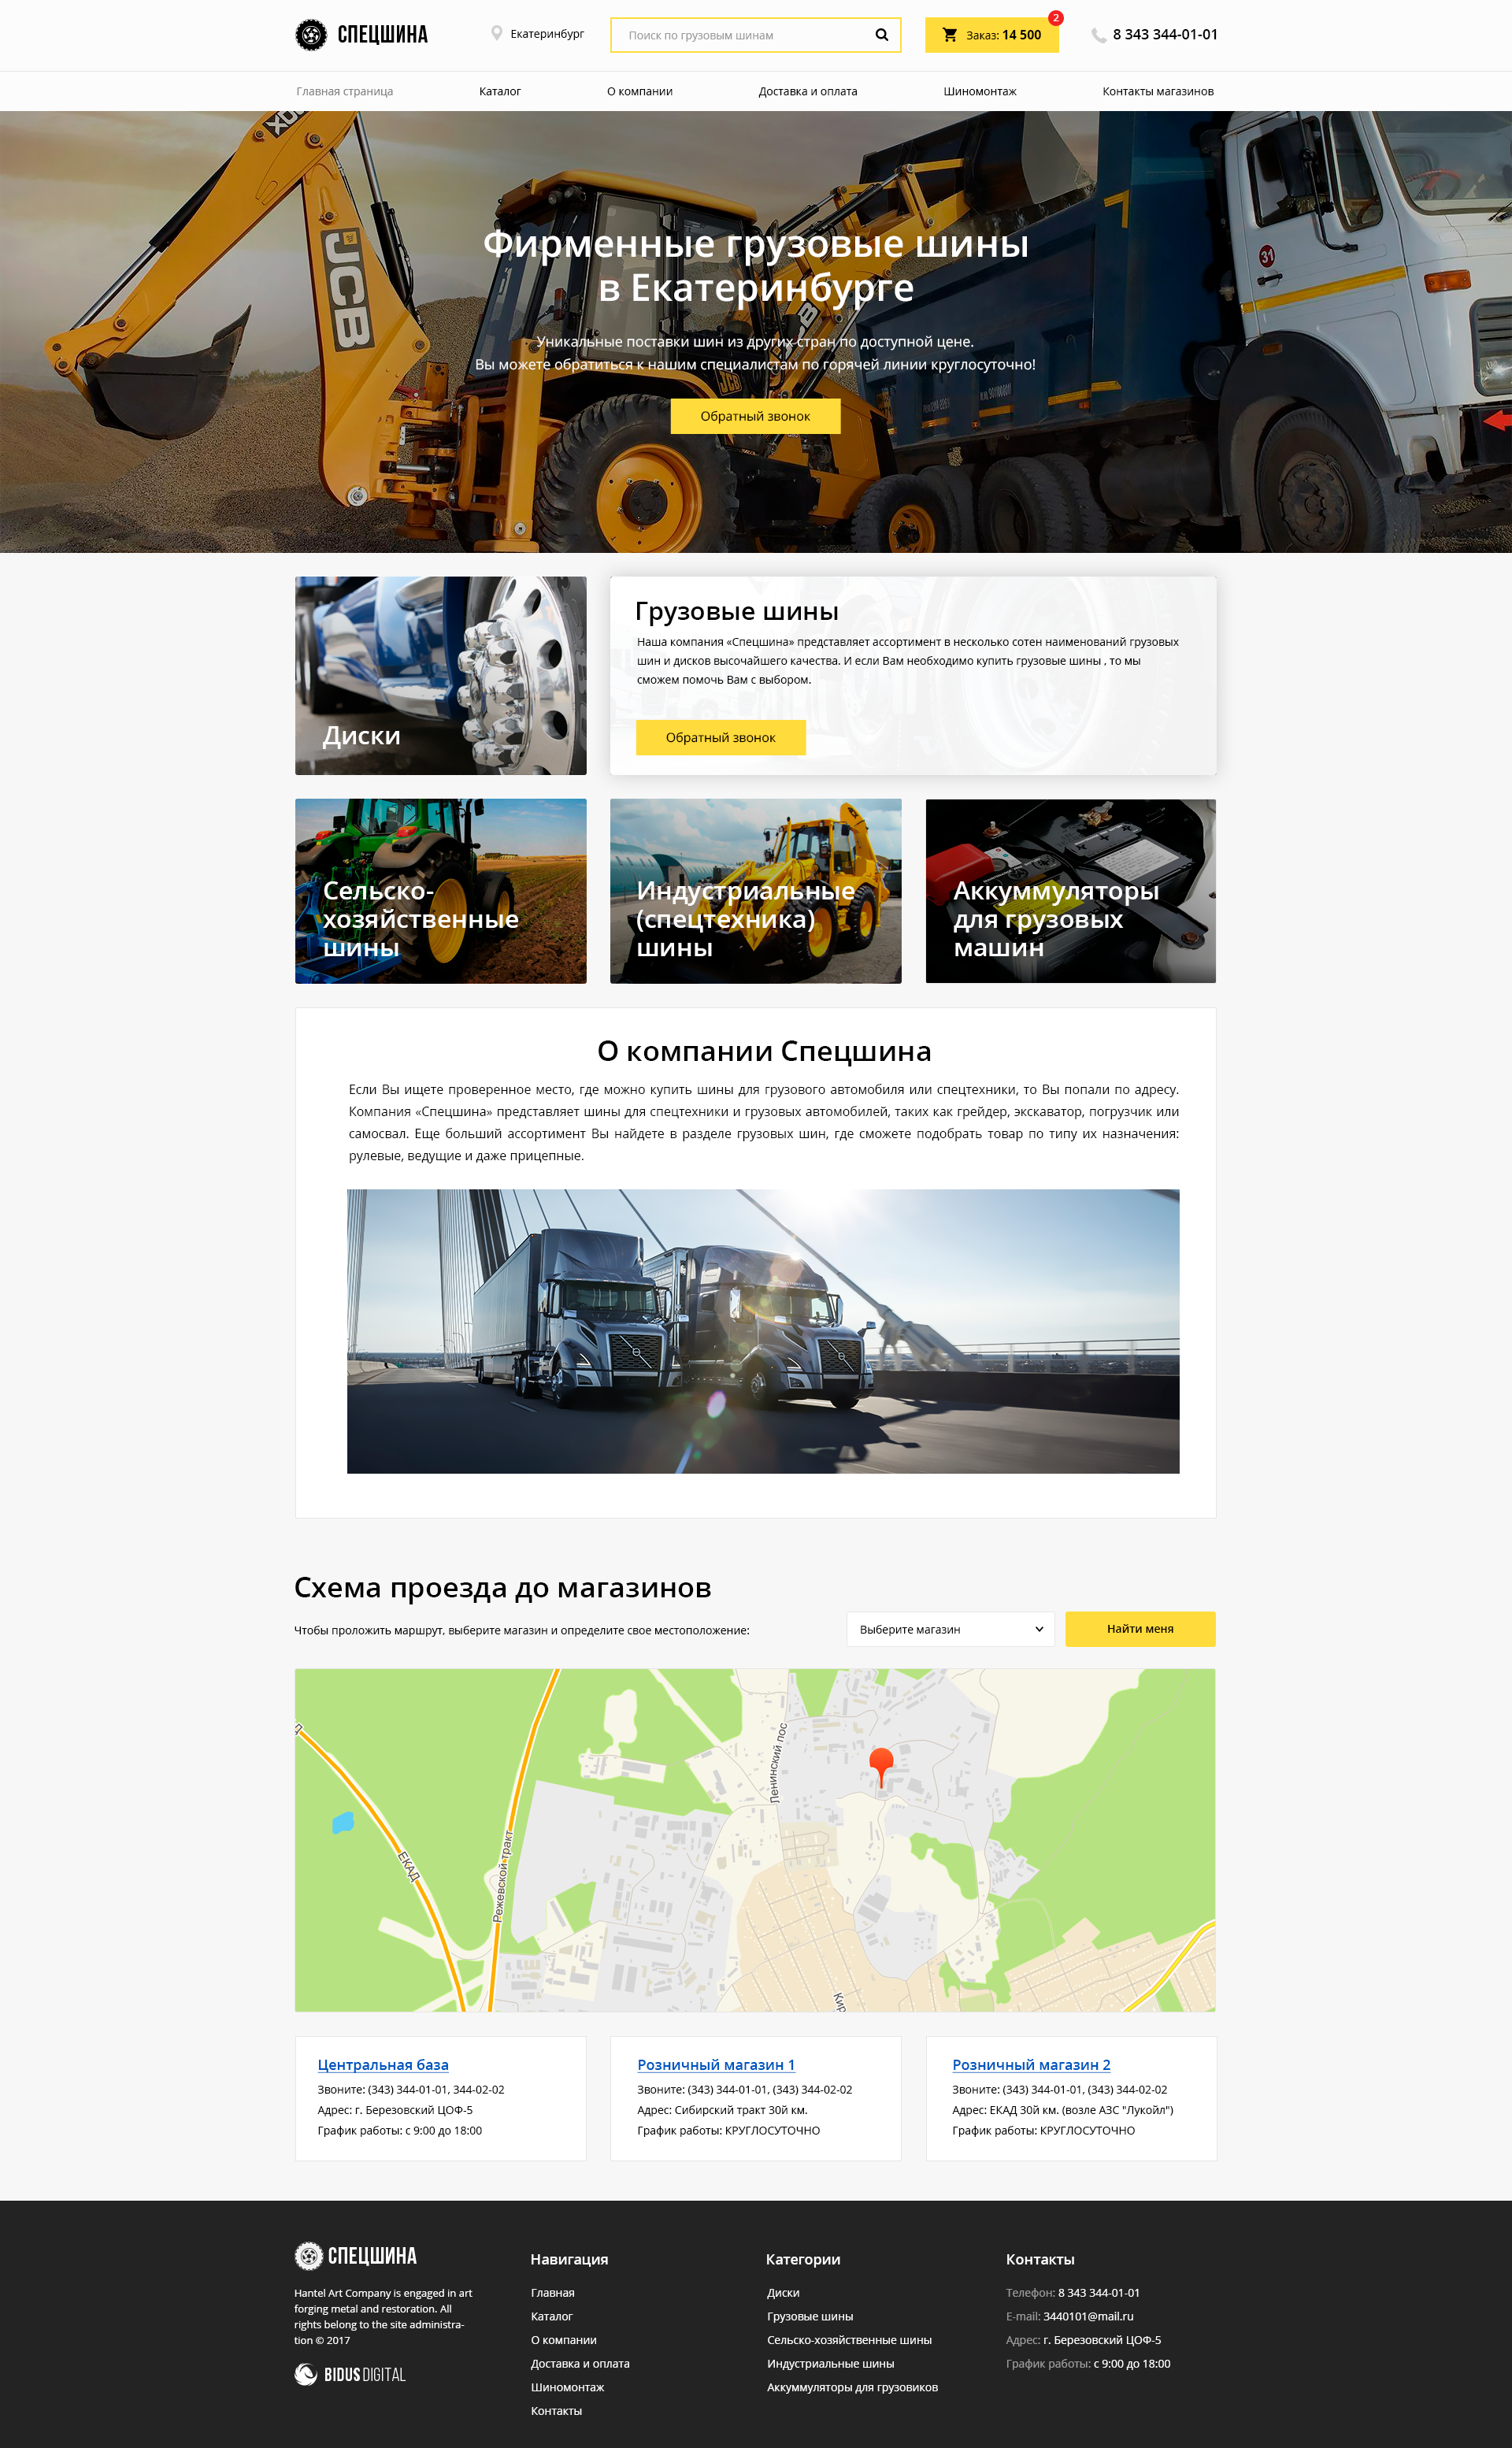 СПЕЦШИНА
Екатеринбург
Поиск по грузовым шинам
Заказ: 14 500
2
8 343 344-01-01
Главная страница
Каталог
О компании
Доставка и оплата
Шиномонтаж
Контакты магазинов
JCB
31
Фирменные грузовые шины
в Екатеринбурге
Уникальные поставки шин из других стран по доступной цене.
Вы можете обратиться к нашим специалистам по горячей линии круглосуточно!
Обратный звонок
Диски
Грузовые шины
Наша компания «Спецшина» представляет ассортимент в несколько сотен наименований грузовых
шин и дисков высочайшего качества. И если Вам необходимо купить грузовые шины , то мы
сможем помочь Вам с выбором.
Обратный звонок
Сельско-
хозяйственные
шины
Индустриальные
(спецтехника)
шины
Аккуммуляторы
для грузовых
машин
О компании Спецшина
Если Вы ищете проверенное место, где можно купить шины для грузового автомобиля или спецтехники, то Вы попали по адресу.
Компания «Спецшина» представляет шины для спецтехники и грузовых автомобилей, таких как грейдер, экскаватор, погрузчик или
самосвал. Еще больший ассортимент Вы найдете в разделе грузовых шин, где сможете подобрать товар по типу их назначения:
рулевые, ведущие и даже прицепные.
Схема проезда до магазинов
Чтобы проложить маршрут, выберите магазин и определите свое местоположение:
Выберите магазин
Найти меня
Ленинский пос
ЕКАД
Режевской тракт
Кир
Центральная база
Звоните: (343) 344-01-01, 344-02-02
Адрес: г. Березовский ЦОФ-5
График работы: с 9:00 до 18:00
Розничный магазин 1
Звоните: (343) 344-01-01, (343) 344-02-02
Адрес: Сибирский тракт 30й км.
График работы: КРУГЛОСУТОЧНО
Розничный магазин 2
Звоните: (343) 344-01-01, (343) 344-02-02
Адрес: ЕКАД 30й км. (возле АЗС "Лукойл")
График работы: КРУГЛОСУТОЧНО
СПЕЦШИНА
Hantel Art Company is engaged in art
forging metal and restoration. All
rights belong to the site administra-
tion © 2017
BIDUS DIGITAL
Навигация
Главная
Каталог
О компании
Доставка и оплата
Шиномонтаж
Контакты
Категории
Диски
Грузовые шины
Сельско-хозяйственные шины
Индустриальные шины
Аккуммуляторы для грузовиков
Контакты
Телефон: 8 343 344-01-01
E-mail: 3440101@mail.ru
Адрес: г. Березовский ЦОФ-5
График работы: с 9:00 до 18:00